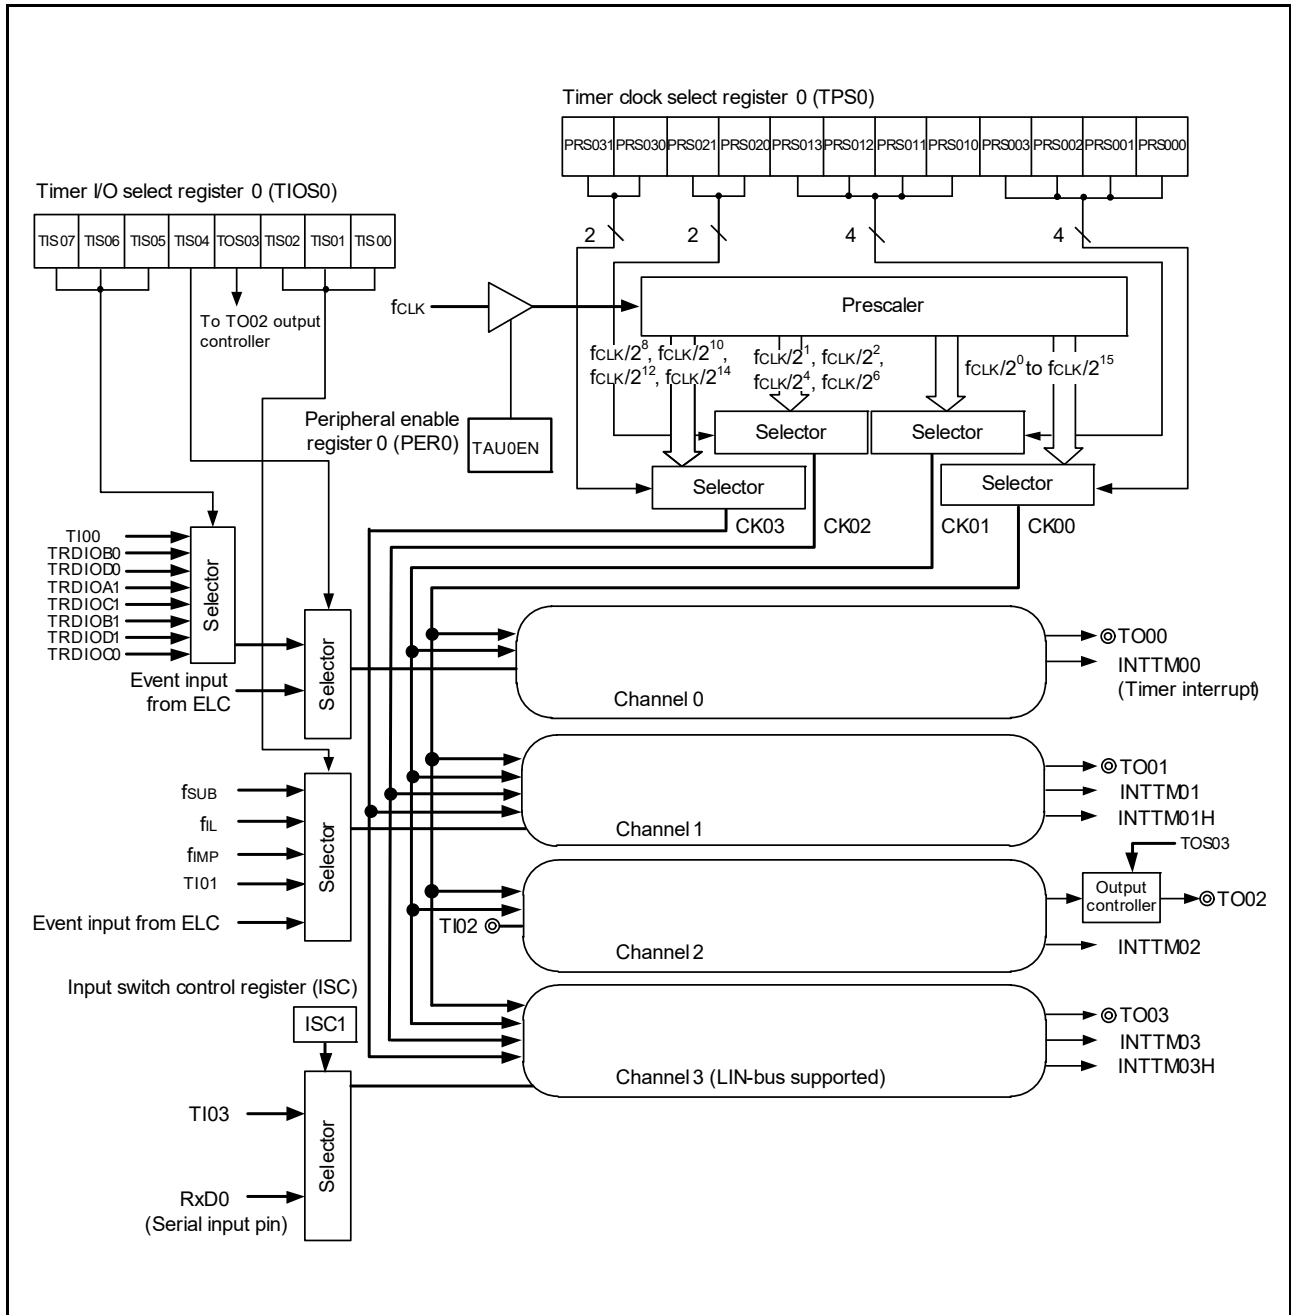 Timer clock select register 0 (TPS0)
PRS031 PRS030 PRS021 PRS020 PRS013 PRS012 PRS011 PRS010 PRS003 PRS002 PRS001 PRS000
Timer I/O select register 0 (TIOS0)
TIS07 TIS06 TIS05 TIS04 TOS03 TIS02 TIS01 TIS00
2 2 4 4
To TO02 output
controller
fCLK
Prescaler
fCLK/2^8, fCLK/2^10,
fCLK/2^12, fCLK/2^14
fCLK/2^1, fCLK/2^2,
fCLK/2^4, fCLK/2^6
fCLK/2^0 to fCLK/2^15
Peripheral enable
register 0 (PER0)
TAU0EN
Selector
Selector
Selector
Selector
CK03
CK02
CK01
CK00
TI00
TRDIOB0
TRDIOD0
TRDIOA1
TRDIOC1
TRDIOB1
TRDIOD1
TRDIOC0
Selector
Event input
from ELC
Selector
Channel 0
TO00
INTTM00
(Timer interrupt)
fSUB
fIL
fIMP
TI01
Event input from ELC
Selector
Channel 1
TO01
INTTM01
INTTM01H
TI02
Channel 2
TOS03
Output
controller
TO02
INTTM02
Input switch control register (ISC)
ISC1
TI03
RxD0
(Serial input pin)
Selector
Channel 3 (LIN-bus supported)
TO03
INTTM03
INTTM03H